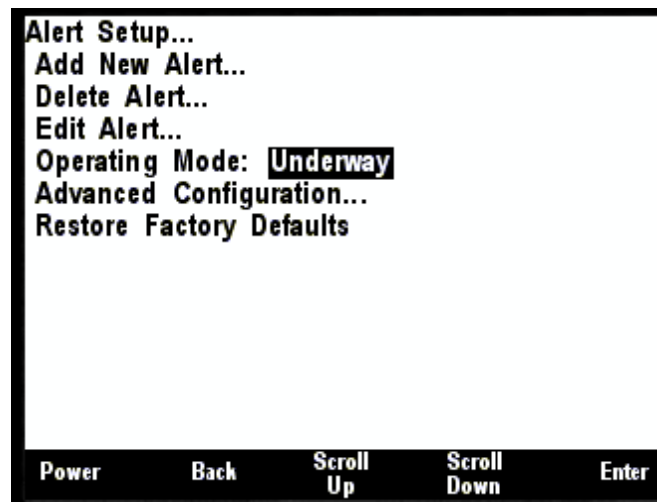 Alert Setup...
Add New Alert...
Delete Alert...
Edit Alert...
Operating Mode: Underway
Advanced Configuration...
Restore Factory Defaults
Power Back Scroll Up Scroll Down Enter